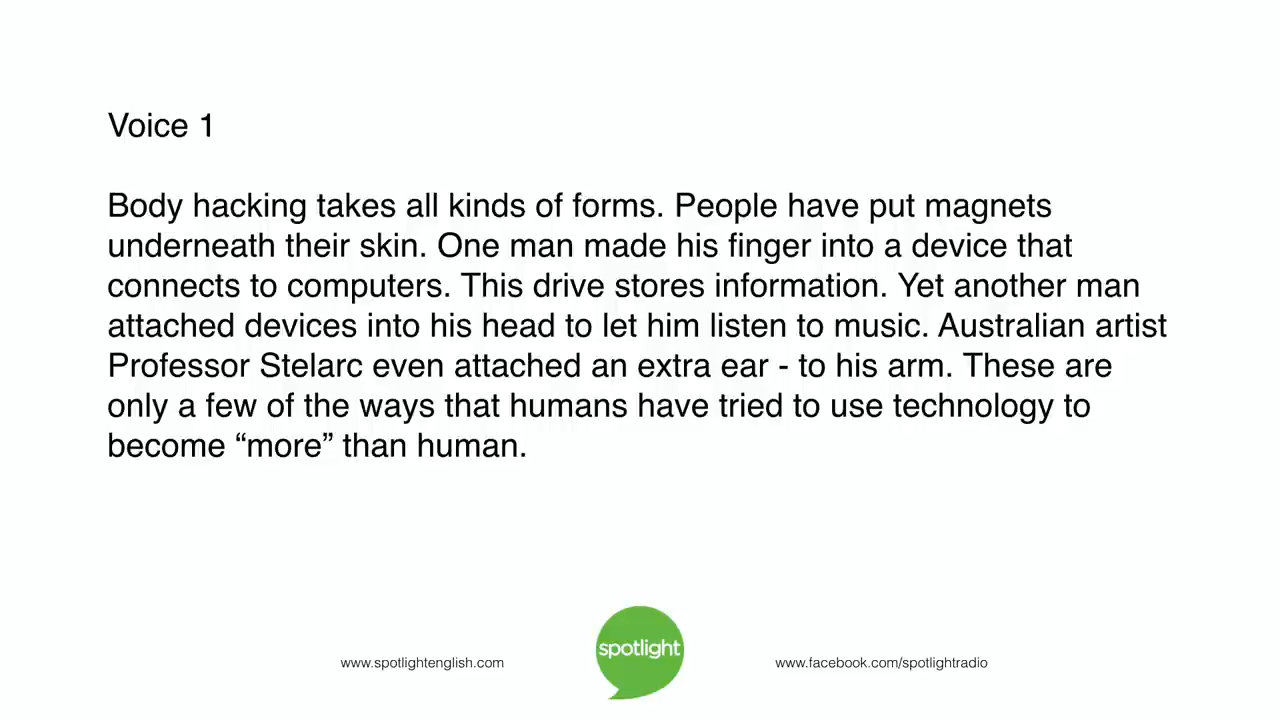 Voice 1
Body hacking takes all kinds of forms. People have put magnets
underneath their skin. One man made his finger into a device that
connects to computers. This drive stores information. Yet another man
attached devices into his head to let him listen to music. Australian artist
Professor Stelarc even attached an extra ear - to his arm. These are
only a few of the ways that humans have tried to use technology to
become “more” than human.
www.spotlightenglish.com
spotlight
www.facebook.com/spotlightradio